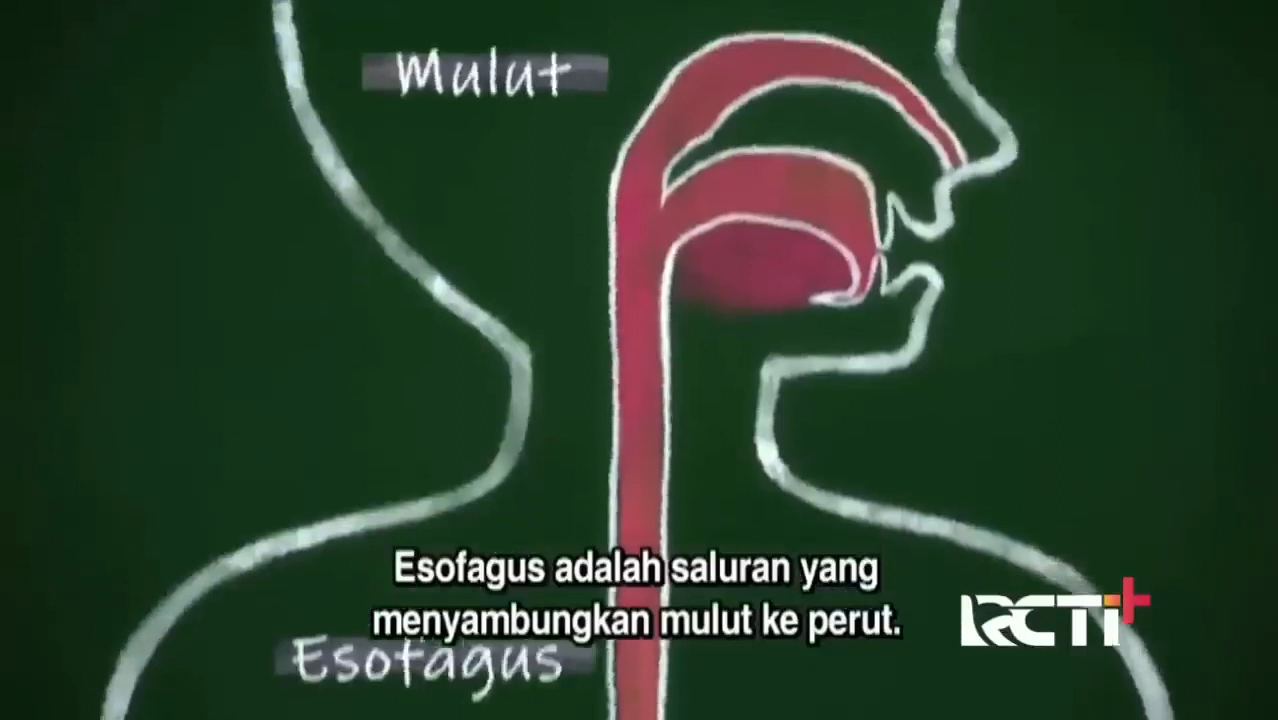 Mulut
Esofagus adalah saluran yang
menyambungkan mulut ke perut.
RCTI+
Esofagus